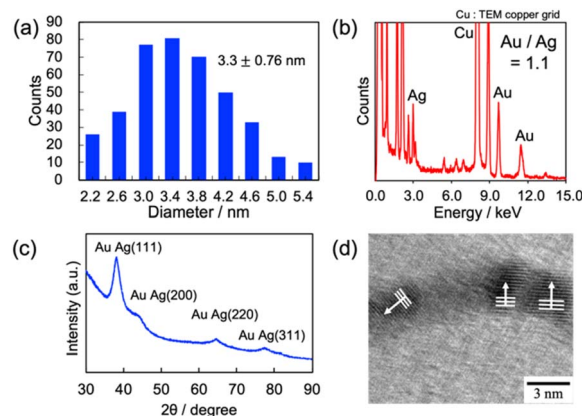 (a)
3.3 ± 0.76 nm
Counts
90
80
70
60
50
40
30
20
10
0
2.2 2.6 3.0 3.4 3.8 4.2 4.6 5.0 5.4
Diameter / nm
(b)
Cu : TEM copper grid
Au / Ag
= 1.1
Cu
Ag
Au
Au
Counts
0.0 3.0 6.0 9.0 12.0 15.0
Energy / keV
(c)
Au Ag(111)
Au Ag(200)
Au Ag(220)
Au Ag(311)
Intensity (a.u.)
30 40 50 60 70 80 90
2θ / degree
(d)
3 nm